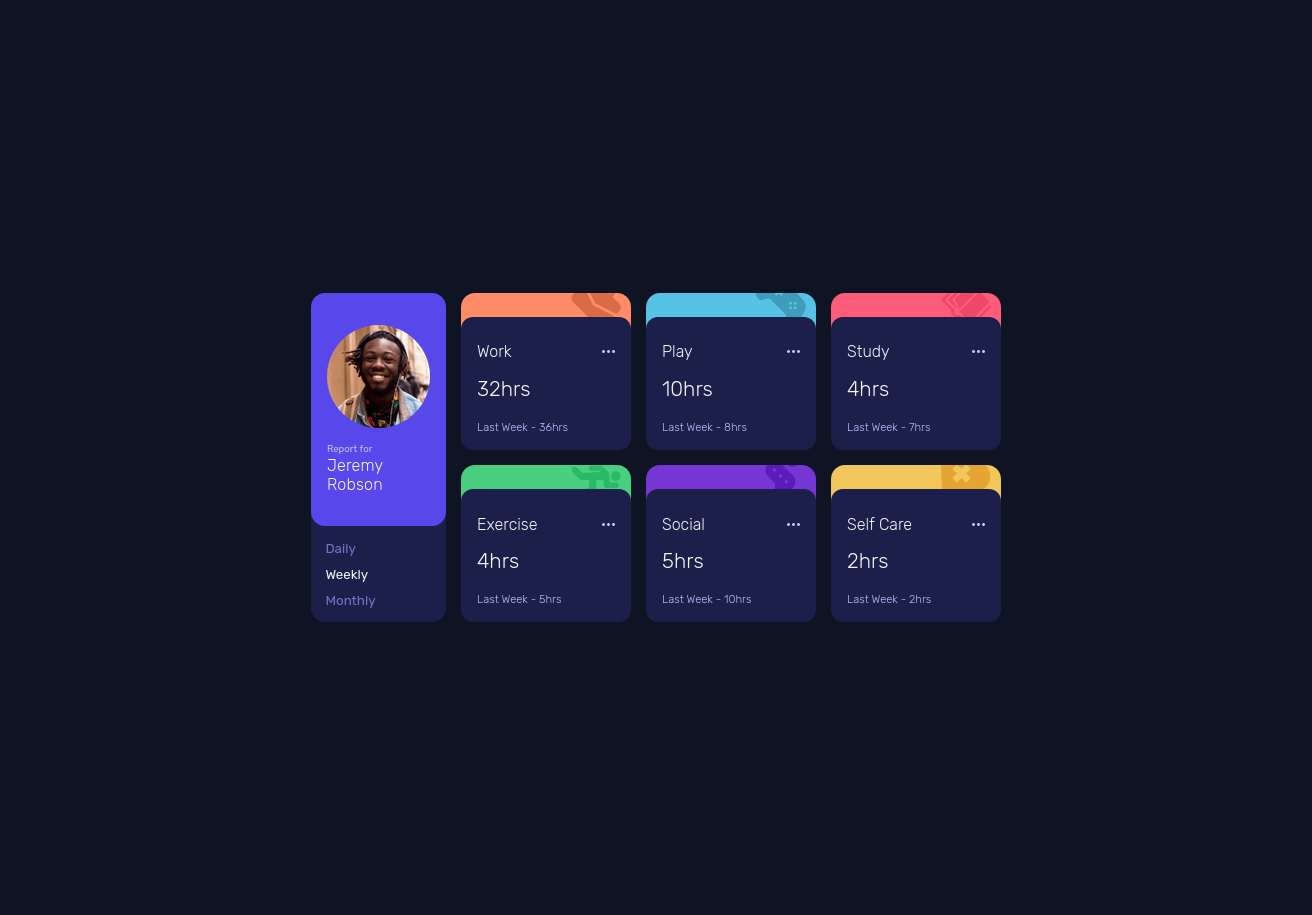 Report for
Jeremy
Robson
Daily
Weekly
Monthly
Work
32hrs
Last Week - 36hrs
Play
10hrs
Last Week - 8hrs
Study
4hrs
Last Week - 7hrs
Exercise
4hrs
Last Week - 5hrs
Social
5hrs
Last Week - 10hrs
Self Care
2hrs
Last Week - 2hrs